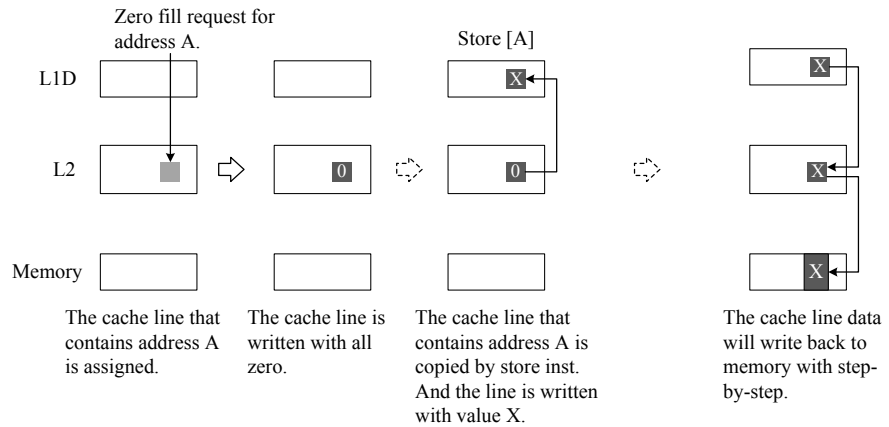 Zero fill request for
address A.
Store [A]
L1D
X
X
L2
0
0
X
Memory
X
The cache line that
contains address A
is assigned.
The cache line is
written with all
zero.
The cache line that
contains address A is
copied by store inst.
And the line is written
with value X.
The cache line data
will write back to
memory with step-
by-step.